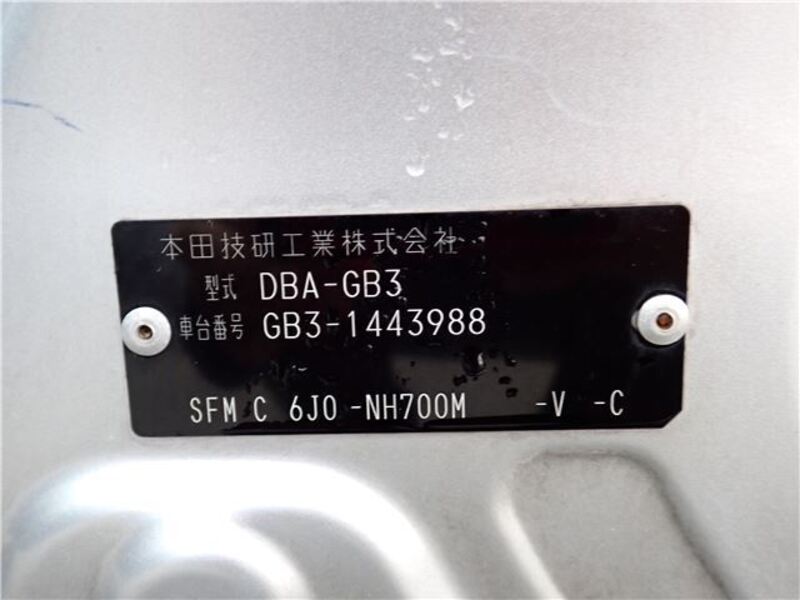 本田技研工業株式会社
型式 DBA-GB3
車台番号 GB3-1443988
SFM C 6J0 -NH700M -V -C